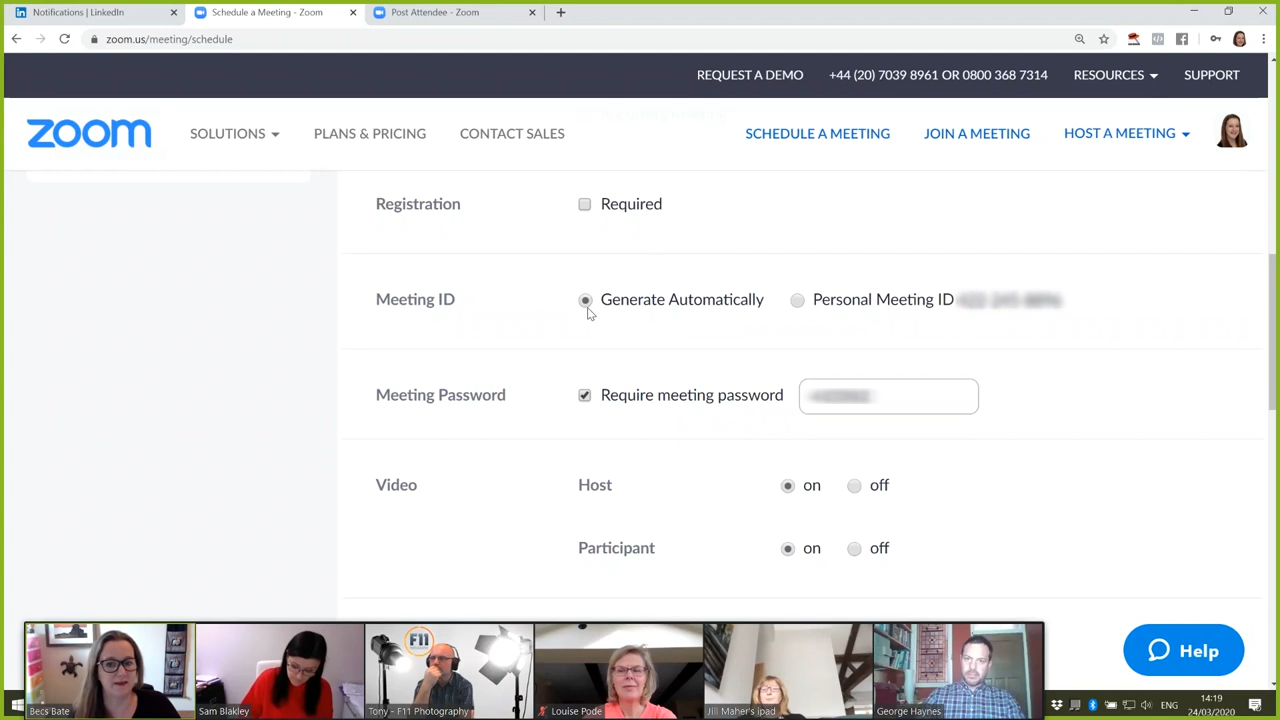 Notifications | LinkedIn
Schedule a Meeting - Zoom
Post Attendee - Zoom
zoom.us/meeting/schedule
REQUEST A DEMO +44 (20) 7039 8961 OR 0800 368 7314 RESOURCES SUPPORT
zoom SOLUTIONS PLANS & PRICING CONTACT SALES SCHEDULE A MEETING JOIN A MEETING HOST A MEETING
Registration Required
Meeting ID Generate Automatically Personal Meeting ID
Meeting Password Require meeting password
Video Host on off
Participant on off
Help
F11
Becs Bate
Sam Blakley
Tony - F11 Photography
Louise Pode
Jill Maher's ipad
George Haynes
ENG
14:19
24/03/2020